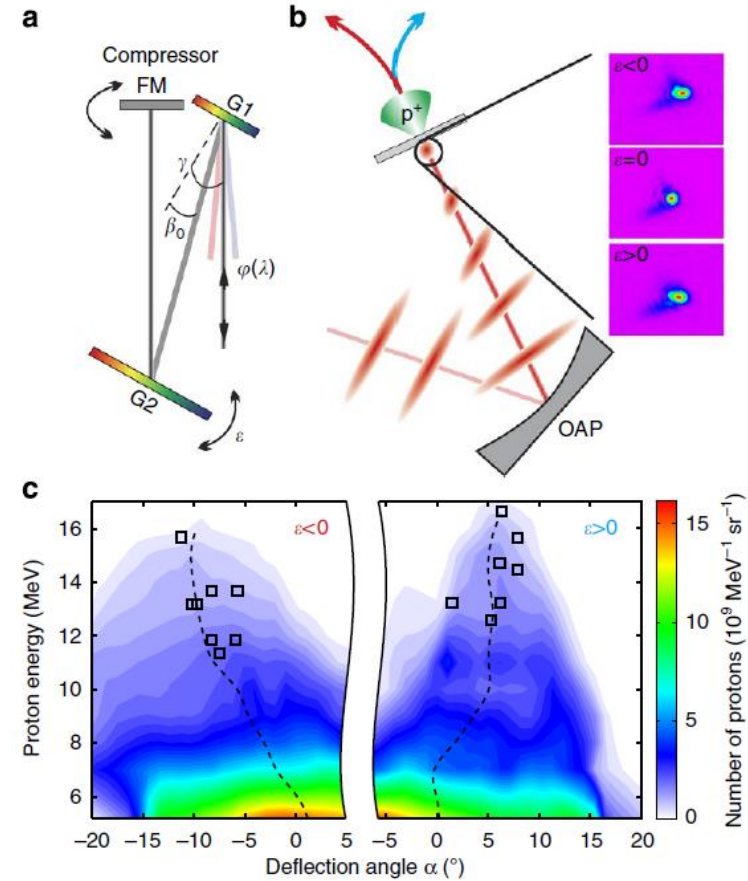 a
Compressor
FM
G1
γ
β₀
φ(λ)
G2
ε
b
p⁺
OAP
ε<0
ε=0
ε>0
c
ε<0
ε>0
Proton energy (MeV)
16
14
12
10
8
6
−20 −15 −10 −5 0 5 −5 0 5 10 15 20
Deflection angle α (°)
15
10
5
0
Number of protons (10⁹ MeV⁻¹ sr⁻¹)